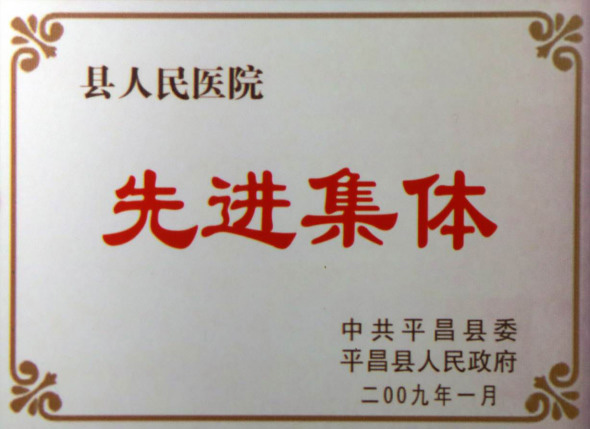 县人民医院
先进集体
中共平昌县委
平昌县人民政府
二00九年一月